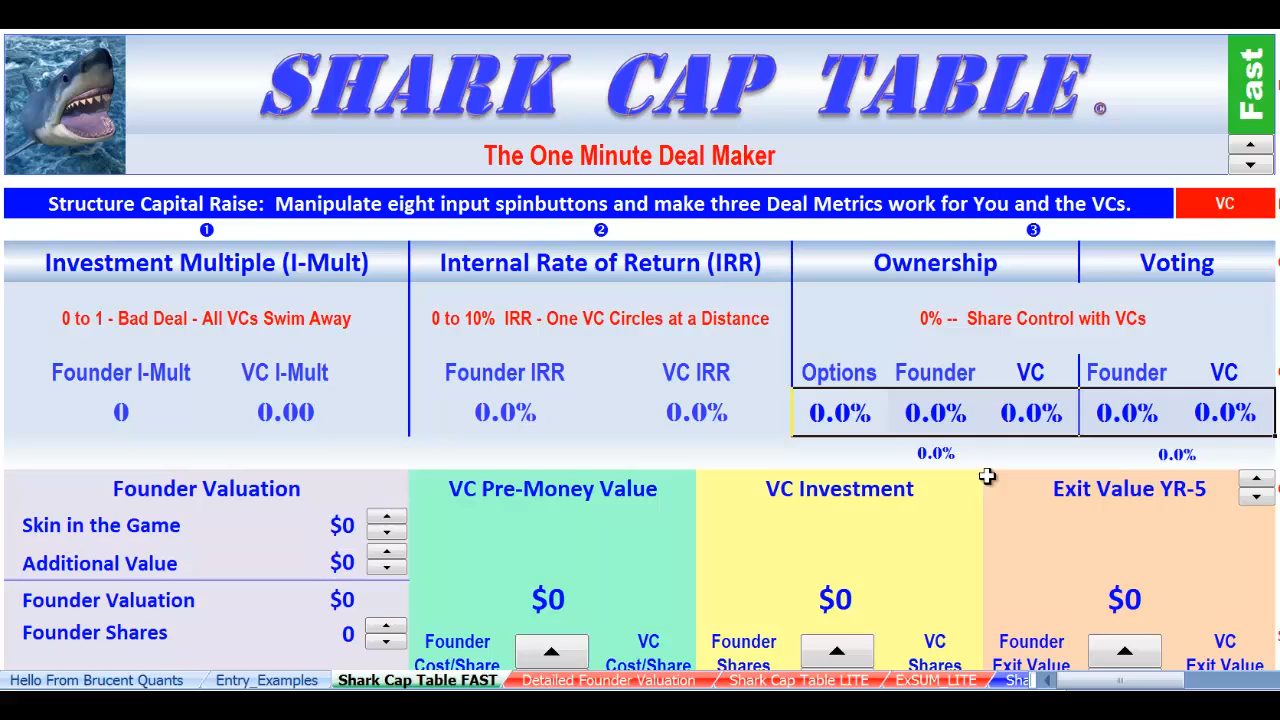 SHARK CAP TABLE ©
Fast
The One Minute Deal Maker
Structure Capital Raise: Manipulate eight input spinbuttons and make three Deal Metrics work for You and the VCs. VC
❶ ❷ ❸
Investment Multiple (I-Mult) Internal Rate of Return (IRR) Ownership Voting
0 to 1 - Bad Deal - All VCs Swim Away 0 to 10% IRR - One VC Circles at a Distance 0% -- Share Control with VCs
Founder I-Mult VC I-Mult Founder IRR VC IRR Options Founder VC Founder VC
0 0.00 0.0% 0.0% 0.0% 0.0% 0.0% 0.0% 0.0%
0.0% 0.0%
Founder Valuation VC Pre-Money Value VC Investment Exit Value YR-5
Skin in the Game $0
Additional Value $0
Founder Valuation $0 $0 $0 $0
Founder Shares 0
Founder VC Founder VC Founder VC
Cost/Share Cost/Share Shares Shares Exit Value Exit Value
Hello From Brucent Quants Entry_Examples Shark Cap Table FAST Detailed Founder Valuation Shark Cap Table LITE ExSUM_LITE Sha